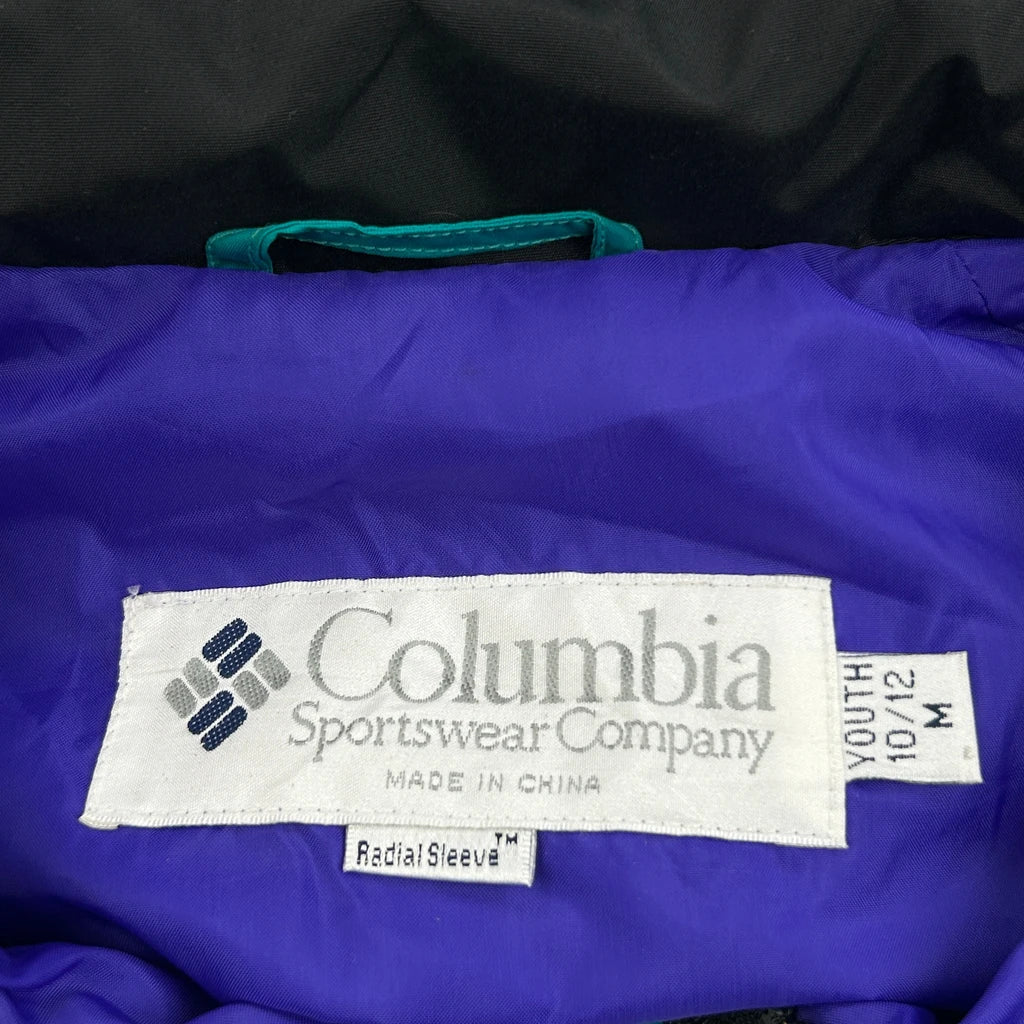 Columbia
Sportswear Company
MADE IN CHINA
Radial Sleeve™
YOUTH
10/12
M